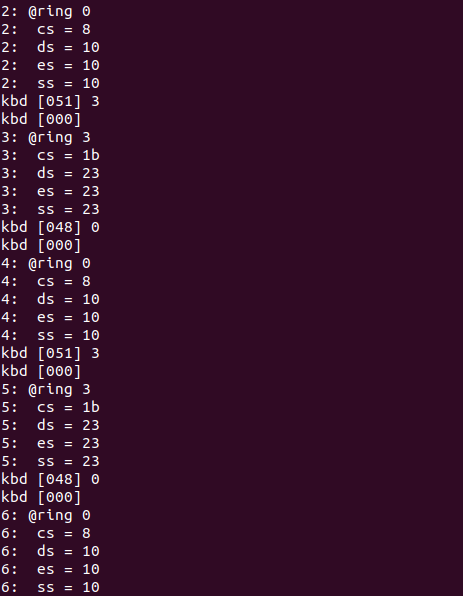 2: @ring 0
2:  cs = 8
2:  ds = 10
2:  es = 10
2:  ss = 10
kbd [051] 3
kbd [000]
3: @ring 3
3:  cs = 1b
3:  ds = 23
3:  es = 23
3:  ss = 23
kbd [048] 0
kbd [000]
4: @ring 0
4:  cs = 8
4:  ds = 10
4:  es = 10
4:  ss = 10
kbd [051] 3
kbd [000]
5: @ring 3
5:  cs = 1b
5:  ds = 23
5:  es = 23
5:  ss = 23
kbd [048] 0
kbd [000]
6: @ring 0
6:  cs = 8
6:  ds = 10
6:  es = 10
6:  ss = 10